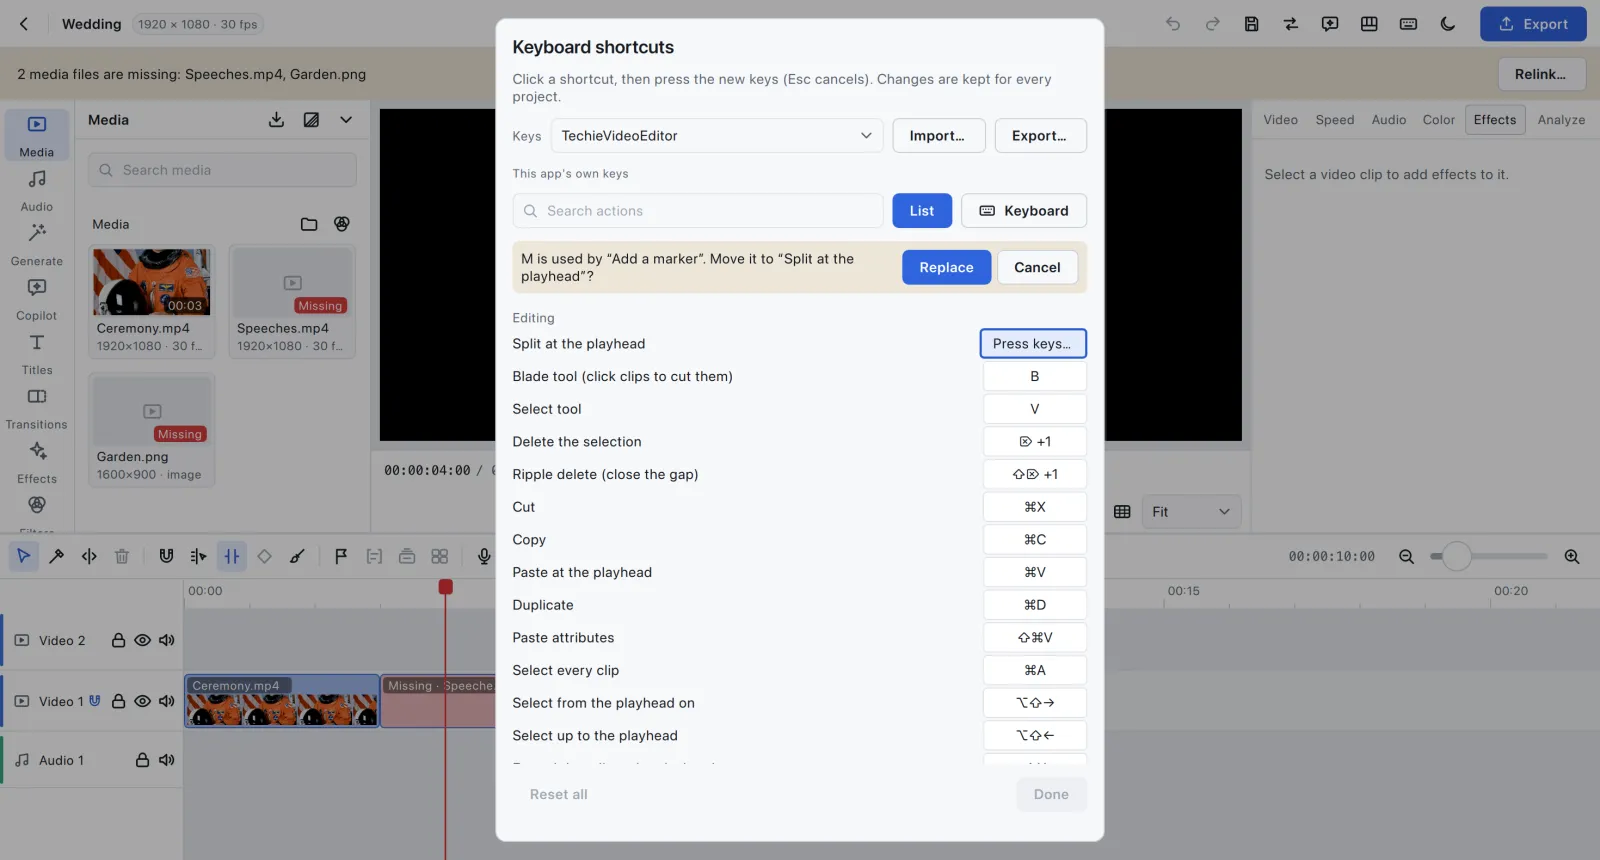 Wedding
1920 × 1080 · 30 fps
Export
2 media files are missing: Speeches.mp4, Garden.png
Relink…
Media
Audio
Generate
Copilot
Titles
Transitions
Effects
Media
Search media
Media
00:03
Ceremony.mp4
1920×1080 · 30 f…
Missing
Speeches.mp4
1920×1080 · 30 f…
Missing
Garden.png
1600×900 · image
00:00:04:00 /
Keyboard shortcuts
Click a shortcut, then press the new keys (Esc cancels). Changes are kept for every
project.
Keys
TechieVideoEditor
Import…
Export…
This app's own keys
Search actions
List
Keyboard
M is used by “Add a marker”. Move it to “Split at the
playhead”?
Replace
Cancel
Editing
Split at the playhead
Press keys…
Blade tool (click clips to cut them)
B
Select tool
V
Delete the selection
⌦ +1
Ripple delete (close the gap)
⇧⌦ +1
Cut
⌘X
Copy
⌘C
Paste at the playhead
⌘V
Duplicate
⌘D
Paste attributes
⇧⌘V
Select every clip
⌘A
Select from the playhead on
⌥⇧→
Select up to the playhead
⌥⇧←
Reset all
Done
Video
Speed
Audio
Color
Effects
Analyze
Select a video clip to add effects to it.
Fit
00:00:10:00
00:00
00:15
00:20
Video 2
Video 1
Ceremony.mp4
Missing · Speeche
Audio 1